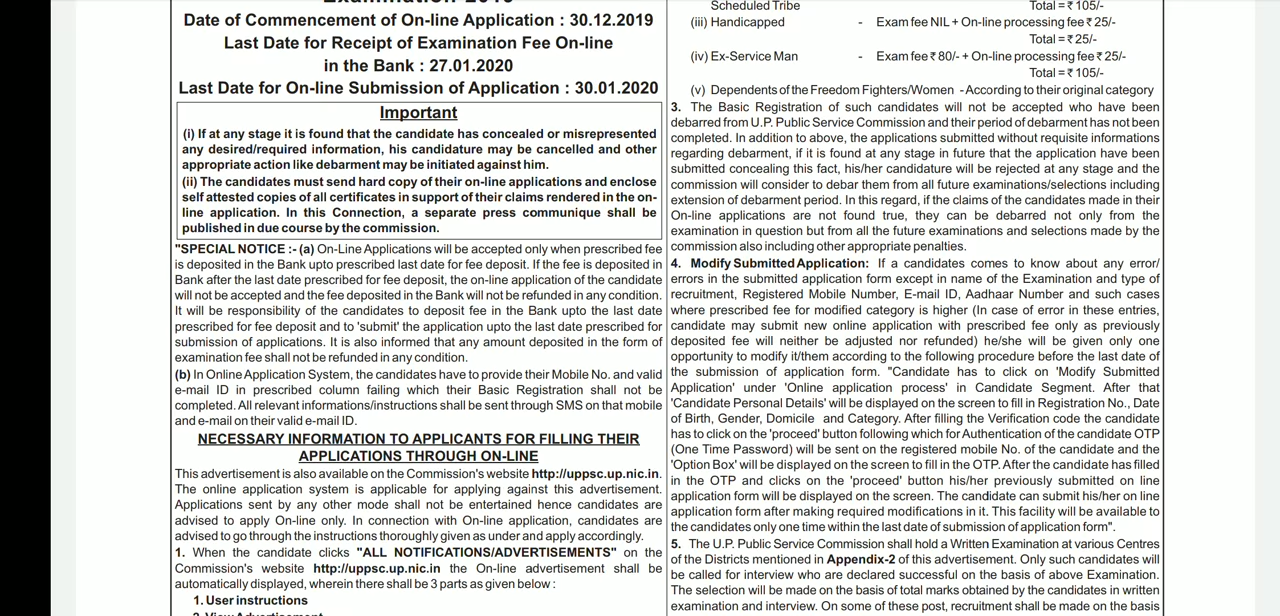 Examination-2019
Date of Commencement of On-line Application : 30.12.2019
Last Date for Receipt of Examination Fee On-line
in the Bank : 27.01.2020
Last Date for On-line Submission of Application : 30.01.2020
Important
(i) If at any stage it is found that the candidate has concealed or misrepresented
any desired/required information, his candidature may be cancelled and other
appropriate action like debarment may be initiated against him.
(ii) The candidates must send hard copy of their on-line applications and enclose
self attested copies of all certificates in support of their claims rendered in the on-
line application. In this Connection, a separate press communique shall be
published in due course by the commission.
"SPECIAL NOTICE :- (a) On-Line Applications will be accepted only when prescribed fee
is deposited in the Bank upto prescribed last date for fee deposit. If the fee is deposited in
Bank after the last date prescribed for fee deposit, the on-line application of the candidate
will not be accepted and the fee deposited in the Bank will not be refunded in any condition.
It will be responsibility of the candidates to deposit fee in the Bank upto the last date
prescribed for fee deposit and to 'submit' the application upto the last date prescribed for
submission of applications. It is also informed that any amount deposited in the form of
examination fee shall not be refunded in any condition.
(b) In Online Application System, the candidates have to provide their Mobile No. and valid
e-mail ID in prescribed column failing which their Basic Registration shall not be
completed. All relevant informations/instructions shall be sent through SMS on that mobile
and e-mail on their valid e-mail ID.
NECESSARY INFORMATION TO APPLICANTS FOR FILLING THEIR
APPLICATIONS THROUGH ON-LINE
This advertisement is also available on the Commission's website http://uppsc.up.nic.in.
The online application system is applicable for applying against this advertisement.
Applications sent by any other mode shall not be entertained hence candidates are
advised to apply On-line only. In connection with On-line application, candidates are
advised to go through the instructions thoroughly given as under and apply accordingly.
1. When the candidate clicks "ALL NOTIFICATIONS/ADVERTISEMENTS" on the
Commission's website http://uppsc.up.nic.in the On-line advertisement shall be
automatically displayed, wherein there shall be 3 parts as given below :
1. User instructions
2. View Advertisement
Scheduled Tribe Total = ₹ 105/-
(iii) Handicapped - Exam fee NIL + On-line processing fee ₹ 25/-
Total = ₹ 25/-
(iv) Ex-Service Man - Exam fee ₹ 80/- + On-line processing fee ₹ 25/-
Total = ₹ 105/-
(v) Dependents of the Freedom Fighters/Women - According to their original category
3. The Basic Registration of such candidates will not be accepted who have been
debarred from U.P. Public Service Commission and their period of debarment has not been
completed. In addition to above, the applications submitted without requisite informations
regarding debarment, if it is found at any stage in future that the application have been
submitted concealing this fact, his/her candidature will be rejected at any stage and the
commission will consider to debar them from all future examinations/selections including
extension of debarment period. In this regard, if the claims of the candidates made in their
On-line applications are not found true, they can be debarred not only from the
examination in question but from all the future examinations and selections made by the
commission also including other appropriate penalties.
4. Modify Submitted Application: If a candidates comes to know about any error/
errors in the submitted application form except in name of the Examination and type of
recruitment, Registered Mobile Number, E-mail ID, Aadhaar Number and such cases
where prescribed fee for modified category is higher (In case of error in these entries,
candidate may submit new online application with prescribed fee only as previously
deposited fee will neither be adjusted nor refunded) he/she will be given only one
opportunity to modify it/them according to the following procedure before the last date of
the submission of application form. "Candidate has to click on 'Modify Submitted
Application' under 'Online application process' in Candidate Segment. After that
'Candidate Personal Details' will be displayed on the screen to fill in Registration No., Date
of Birth, Gender, Domicile and Category. After filling the Verification code the candidate
has to click on the 'proceed' button following which for Authentication of the candidate OTP
(One Time Password) will be sent on the registered mobile No. of the candidate and the
'Option Box' will be displayed on the screen to fill in the OTP. After the candidate has filled
in the OTP and clicks on the 'proceed' button his/her previously submitted on line
application form will be displayed on the screen. The candidate can submit his/her on line
application form after making required modifications in it. This facility will be available to
the candidates only one time within the last date of submission of application form".
5. The U.P. Public Service Commission shall hold a Written Examination at various Centres
of the Districts mentioned in Appendix-2 of this advertisement. Only such candidates will
be called for interview who are declared successful on the basis of above Examination.
The selection will be made on the basis of total marks obtained by the candidates in
written examination and interview. On some of these post, recruitment shall be made on the basis